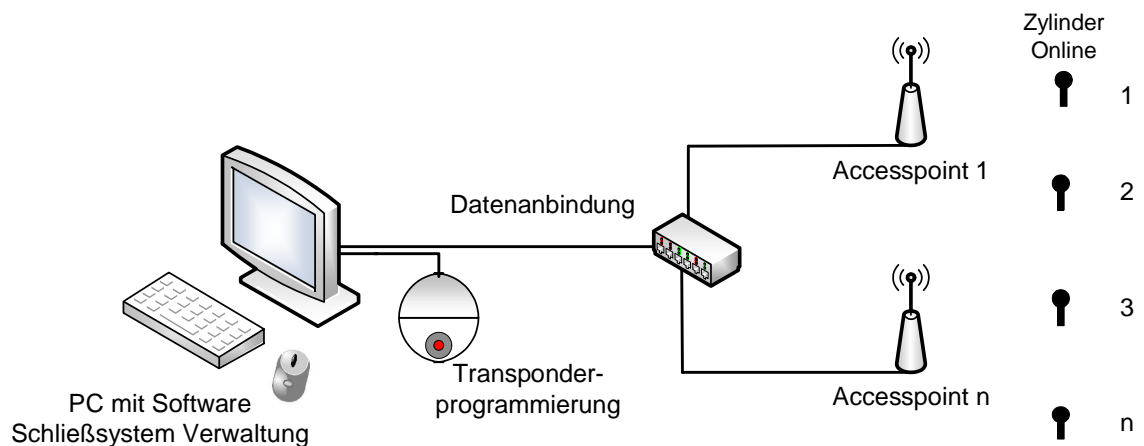 Zylinder
Online
1
Accesspoint 1
2
Datenanbindung
3
Transponder-
programmierung
Accesspoint n
PC mit Software
Schließsystem Verwaltung
n